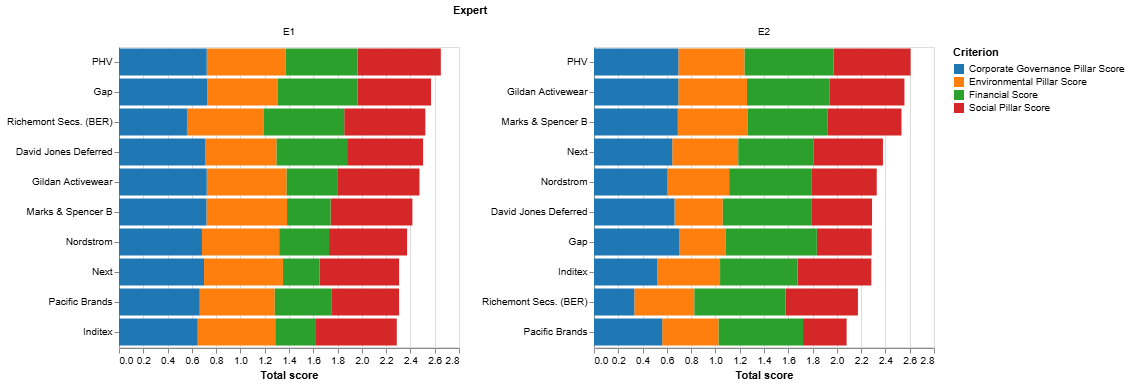 Expert
E1
PHV
Gap
Richemont Secs. (BER)
David Jones Deferred
Gildan Activewear
Marks & Spencer B
Nordstrom
Next
Pacific Brands
Inditex
0.0 0.2 0.4 0.6 0.8 1.0 1.2 1.4 1.6 1.8 2.0 2.2 2.4 2.6 2.8
Total score
E2
PHV
Gildan Activewear
Marks & Spencer B
Next
Nordstrom
David Jones Deferred
Gap
Inditex
Richemont Secs. (BER)
Pacific Brands
0.0 0.2 0.4 0.6 0.8 1.0 1.2 1.4 1.6 1.8 2.0 2.2 2.4 2.6 2.8
Total score
Criterion
Corporate Governance Pillar Score
Environmental Pillar Score
Financial Score
Social Pillar Score